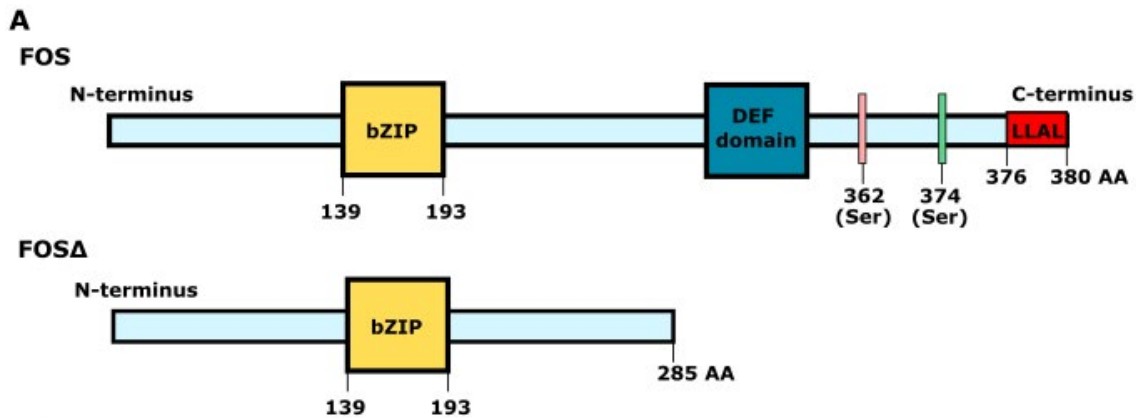 A
FOS
N-terminus
C-terminus
bZIP
DEF
domain
LLAL
139
193
362
(Ser)
374
(Ser)
376
380 AA
FOSΔ
N-terminus
bZIP
139
193
285 AA